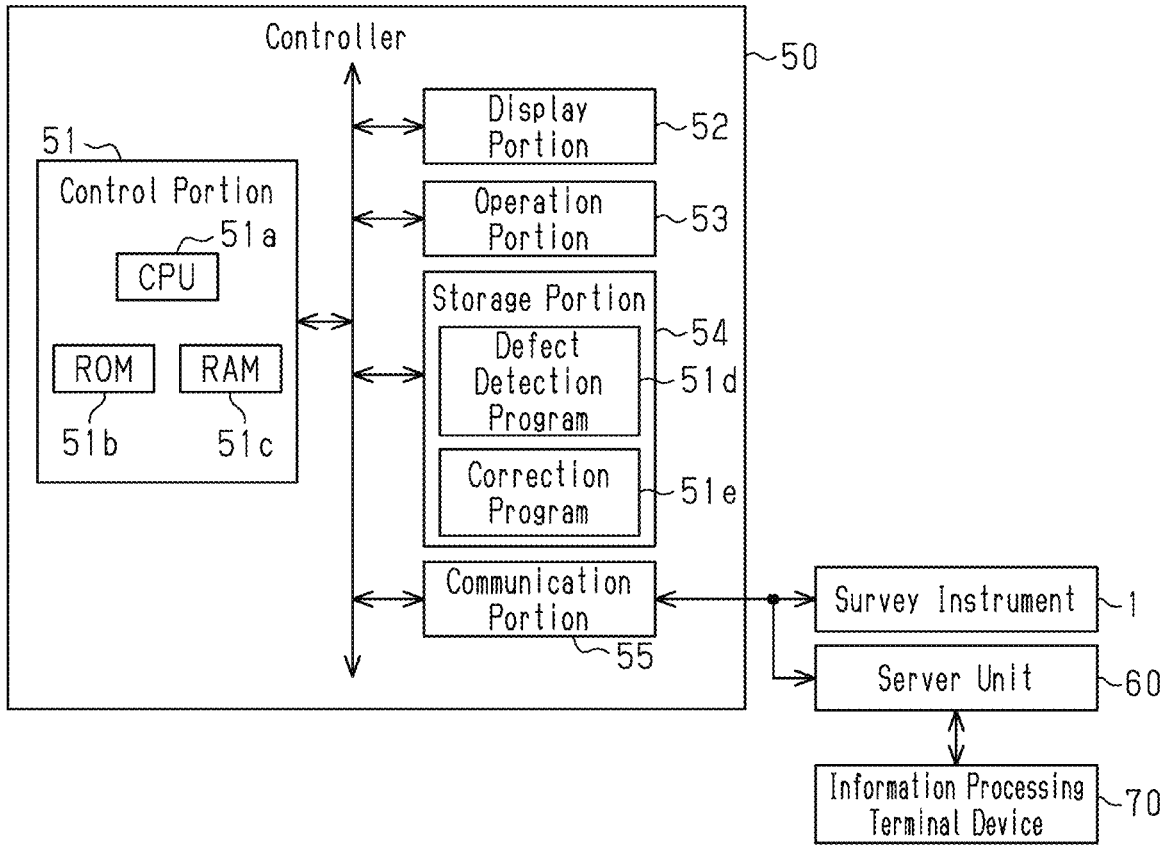 Controller
50
51
Control Portion
51a
CPU
ROM
RAM
51b
51c
Display
Portion
52
Operation
Portion
53
Storage Portion
54
Defect
Detection
Program
51d
Correction
Program
51e
Communication
Portion
55
Survey Instrument
1
Server Unit
60
Information Processing
Terminal Device
70